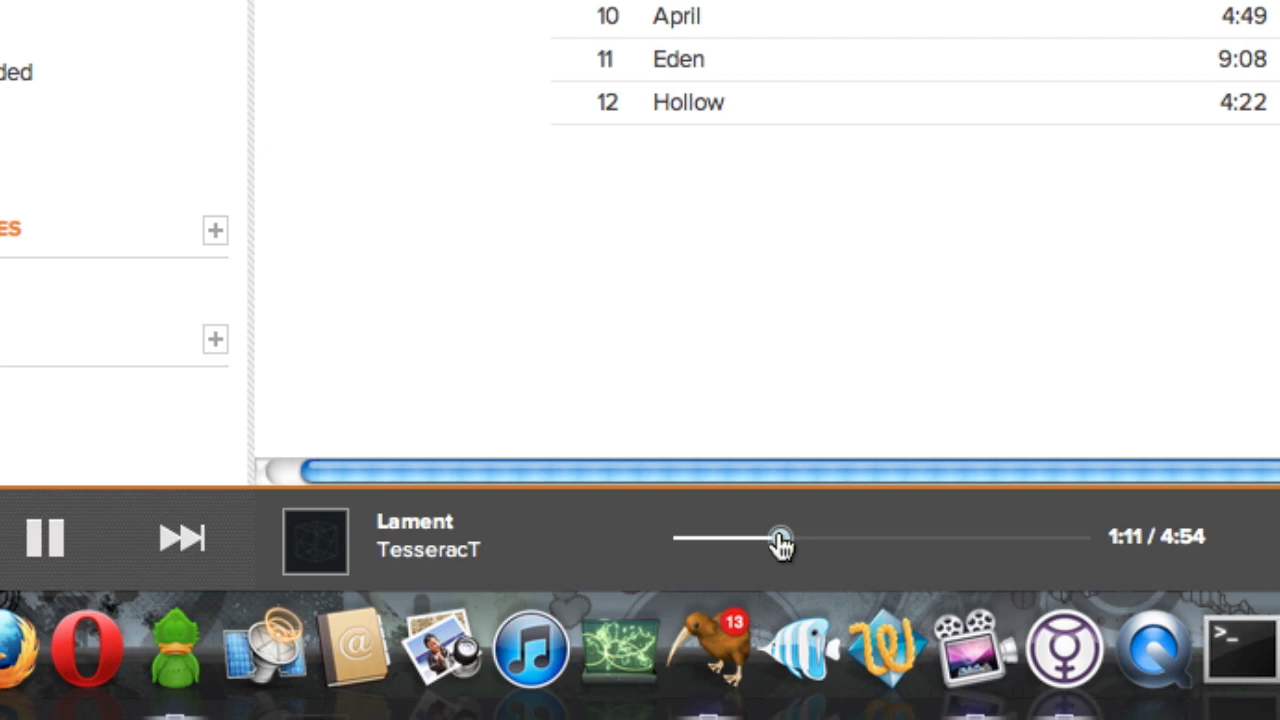 10 April 4:49
ded
11 Eden 9:08
12 Hollow 4:22
ES
Lament
TesseracT
1:11 / 4:54
13
@
>_